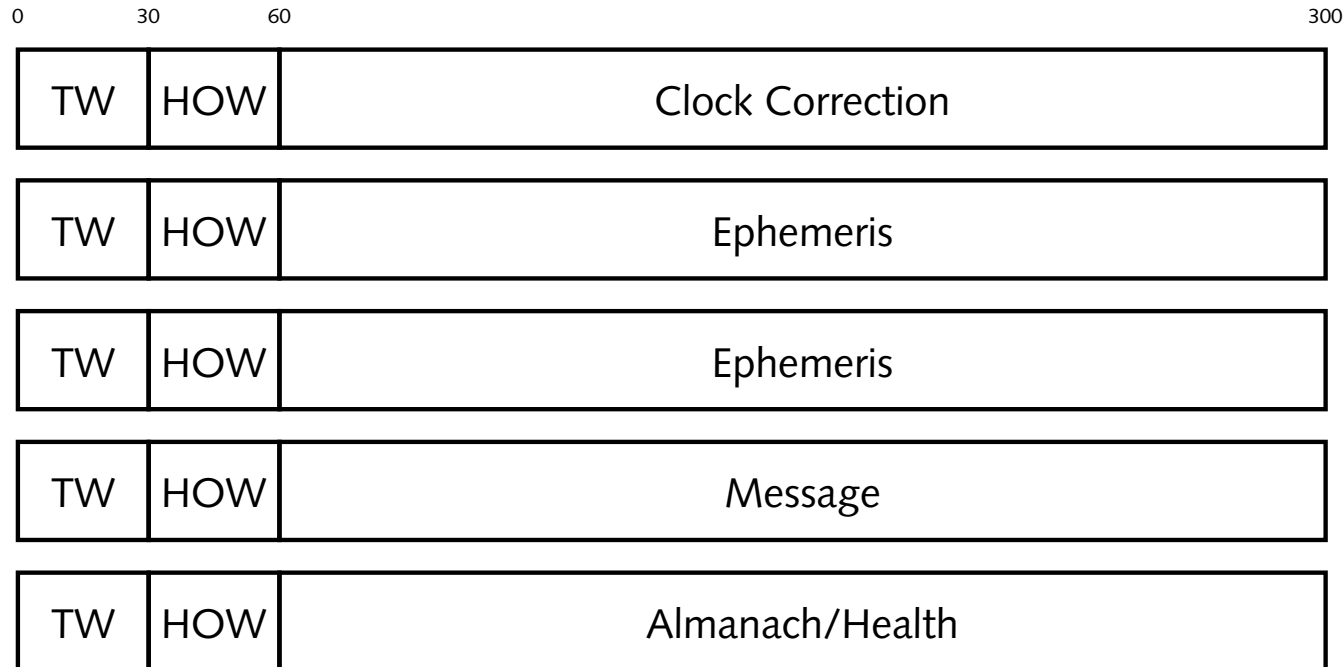 0 30 60 300
TW HOW Clock Correction
TW HOW Ephemeris
TW HOW Ephemeris
TW HOW Message
TW HOW Almanach/Health